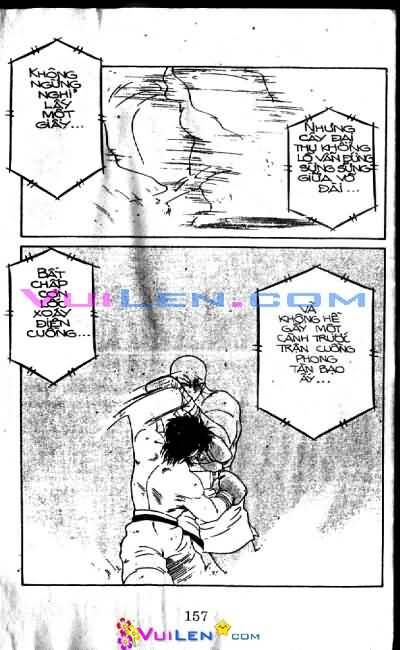 KHÔNG
NGỪNG
NGHỈ
LẤY
MỘT
GIÂY...
NHƯNG
CÂY ĐẠI
THỤ KHỔNG
LỒ VẪN ĐỨNG
SỪNG SỮNG
GIỮA VÕ
ĐÀI...
BẤT
CHẤP
CƠN
LỐC
XOÁY
ĐIÊN
CUỒNG...
VÀ
KHÔNG HỀ
GÃY MỘT
CÀNH TRƯỚC
TRẬN CUỒNG
PHONG
TÀN BẠO
ẤY...
VUILEN.COM
157
VUILEN.COM